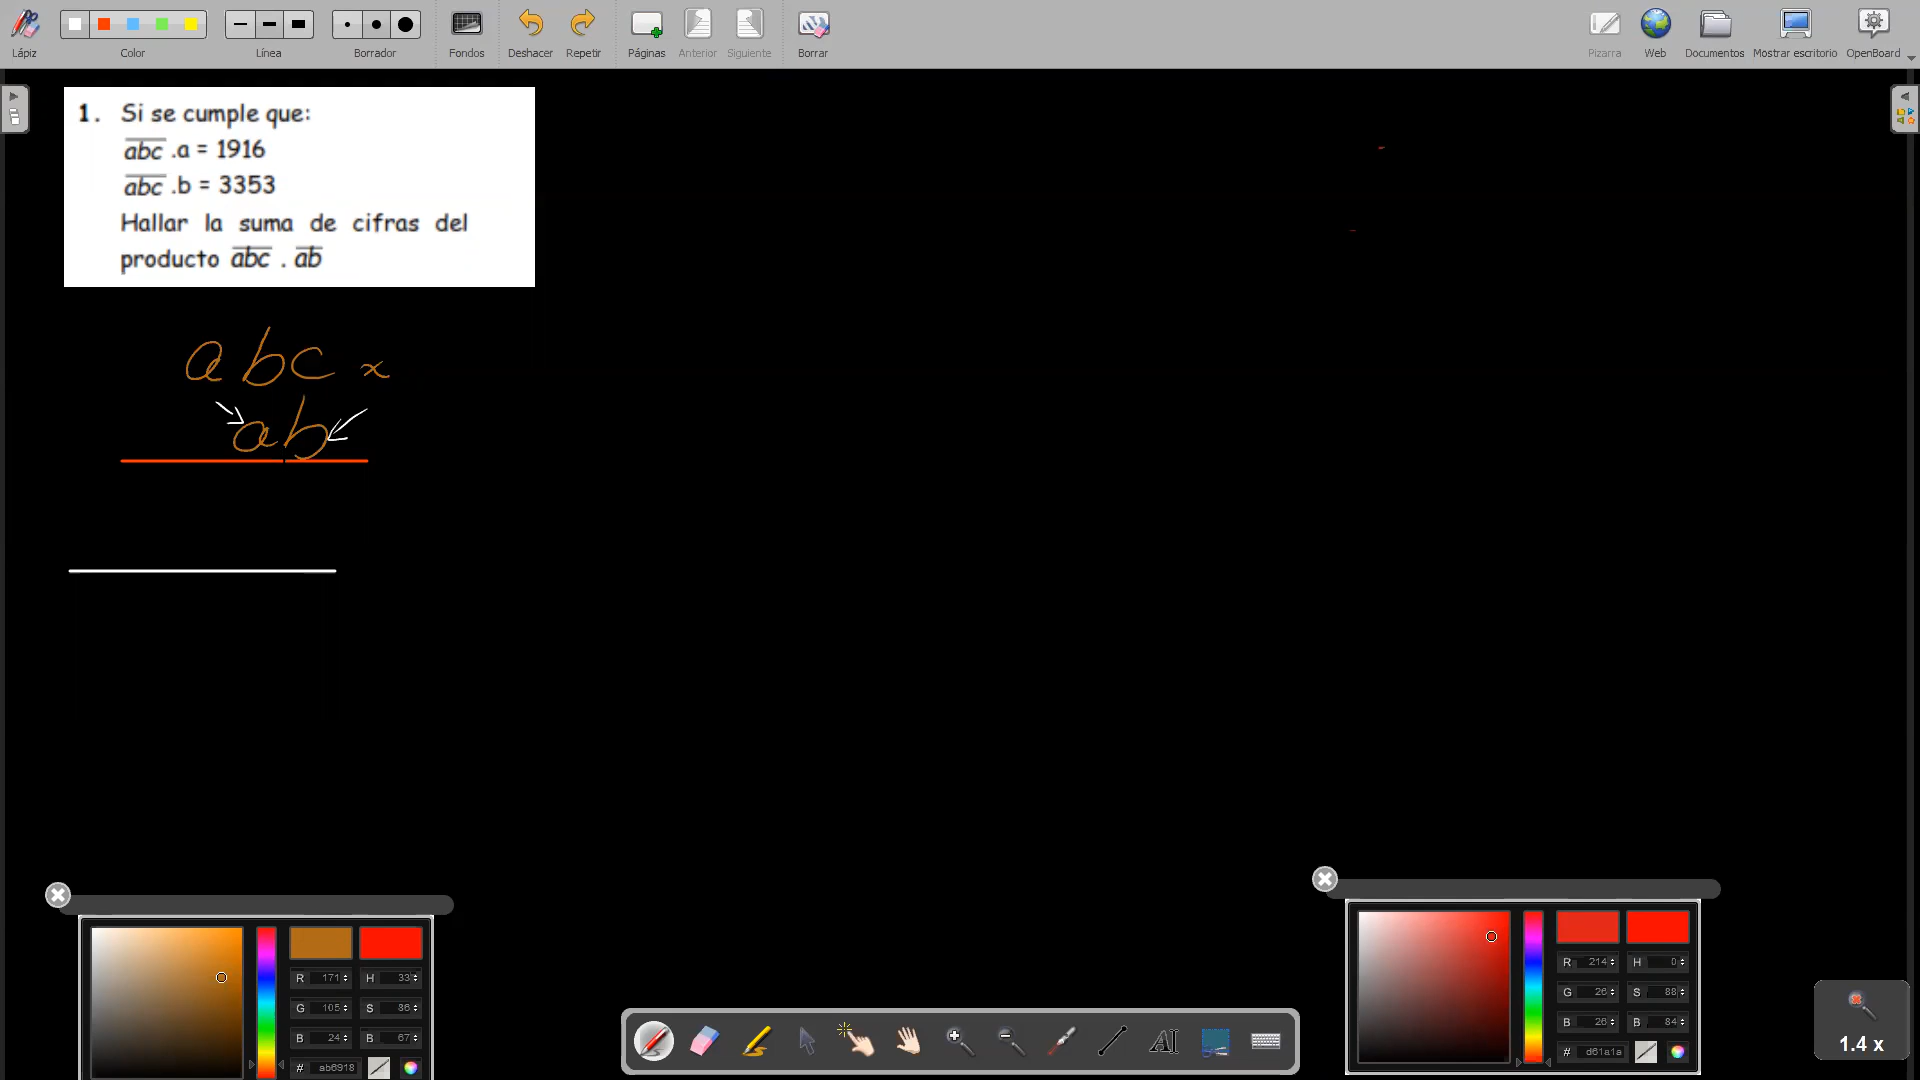 Lápiz Color Línea Borrador Fondos Deshacer Repetir Páginas Anterior Siguiente Borrar Pizarra Web Documentos Mostrar escritorio OpenBoard
1. Si se cumple que:
abc .a = 1916
abc .b = 3353
Hallar la suma de cifras del
producto abc . ab
abc x
ab
R 171 H 33
G 105 S 86
B 24 B 67
# ab6918
R 214 H 0
G 26 S 88
B 26 B 84
# d61a1a
AI
1.4 x